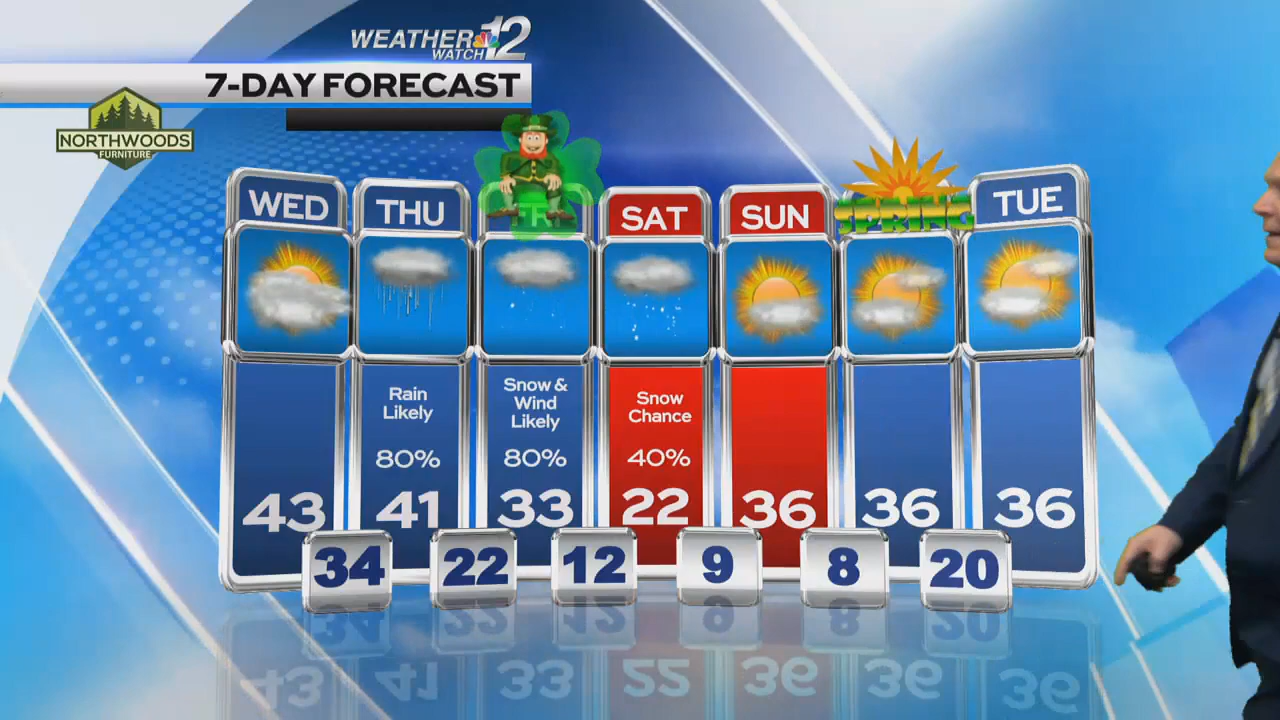 WEATHER
WATCH 12
7-DAY FORECAST
NORTHWOODS
FURNITURE
WED
THU
FRI
SAT
SUN
SPRING
TUE
Rain
Likely
80%
Snow &
Wind
Likely
80%
Snow
Chance
40%
43
41
33
22
36
36
36
34
22
12
9
8
20